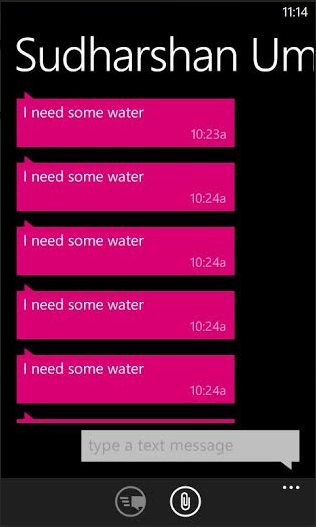 11:14
Sudharshan Um
I need some water
10:23a
I need some water
10:24a
I need some water
10:24a
I need some water
10:24a
I need some water
10:24a
type a text message